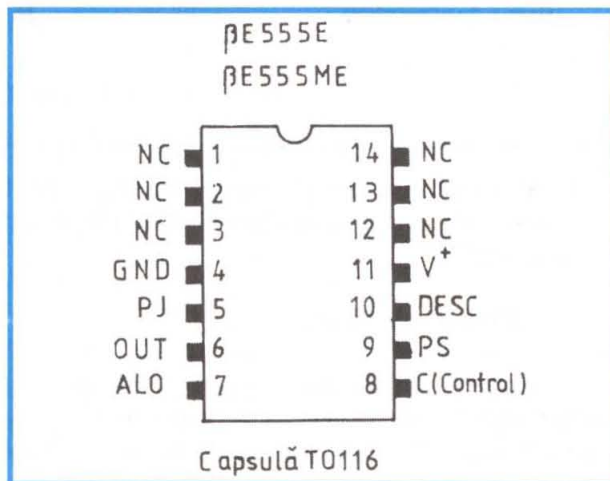 βE555E
βE555ME
NC 1 14 NC
NC 2 13 NC
NC 3 12 NC
GND 4 11 V+
PJ 5 10 DESC
OUT 6 9 PS
ALO 7 8 C(Control)
Capsulă TO116